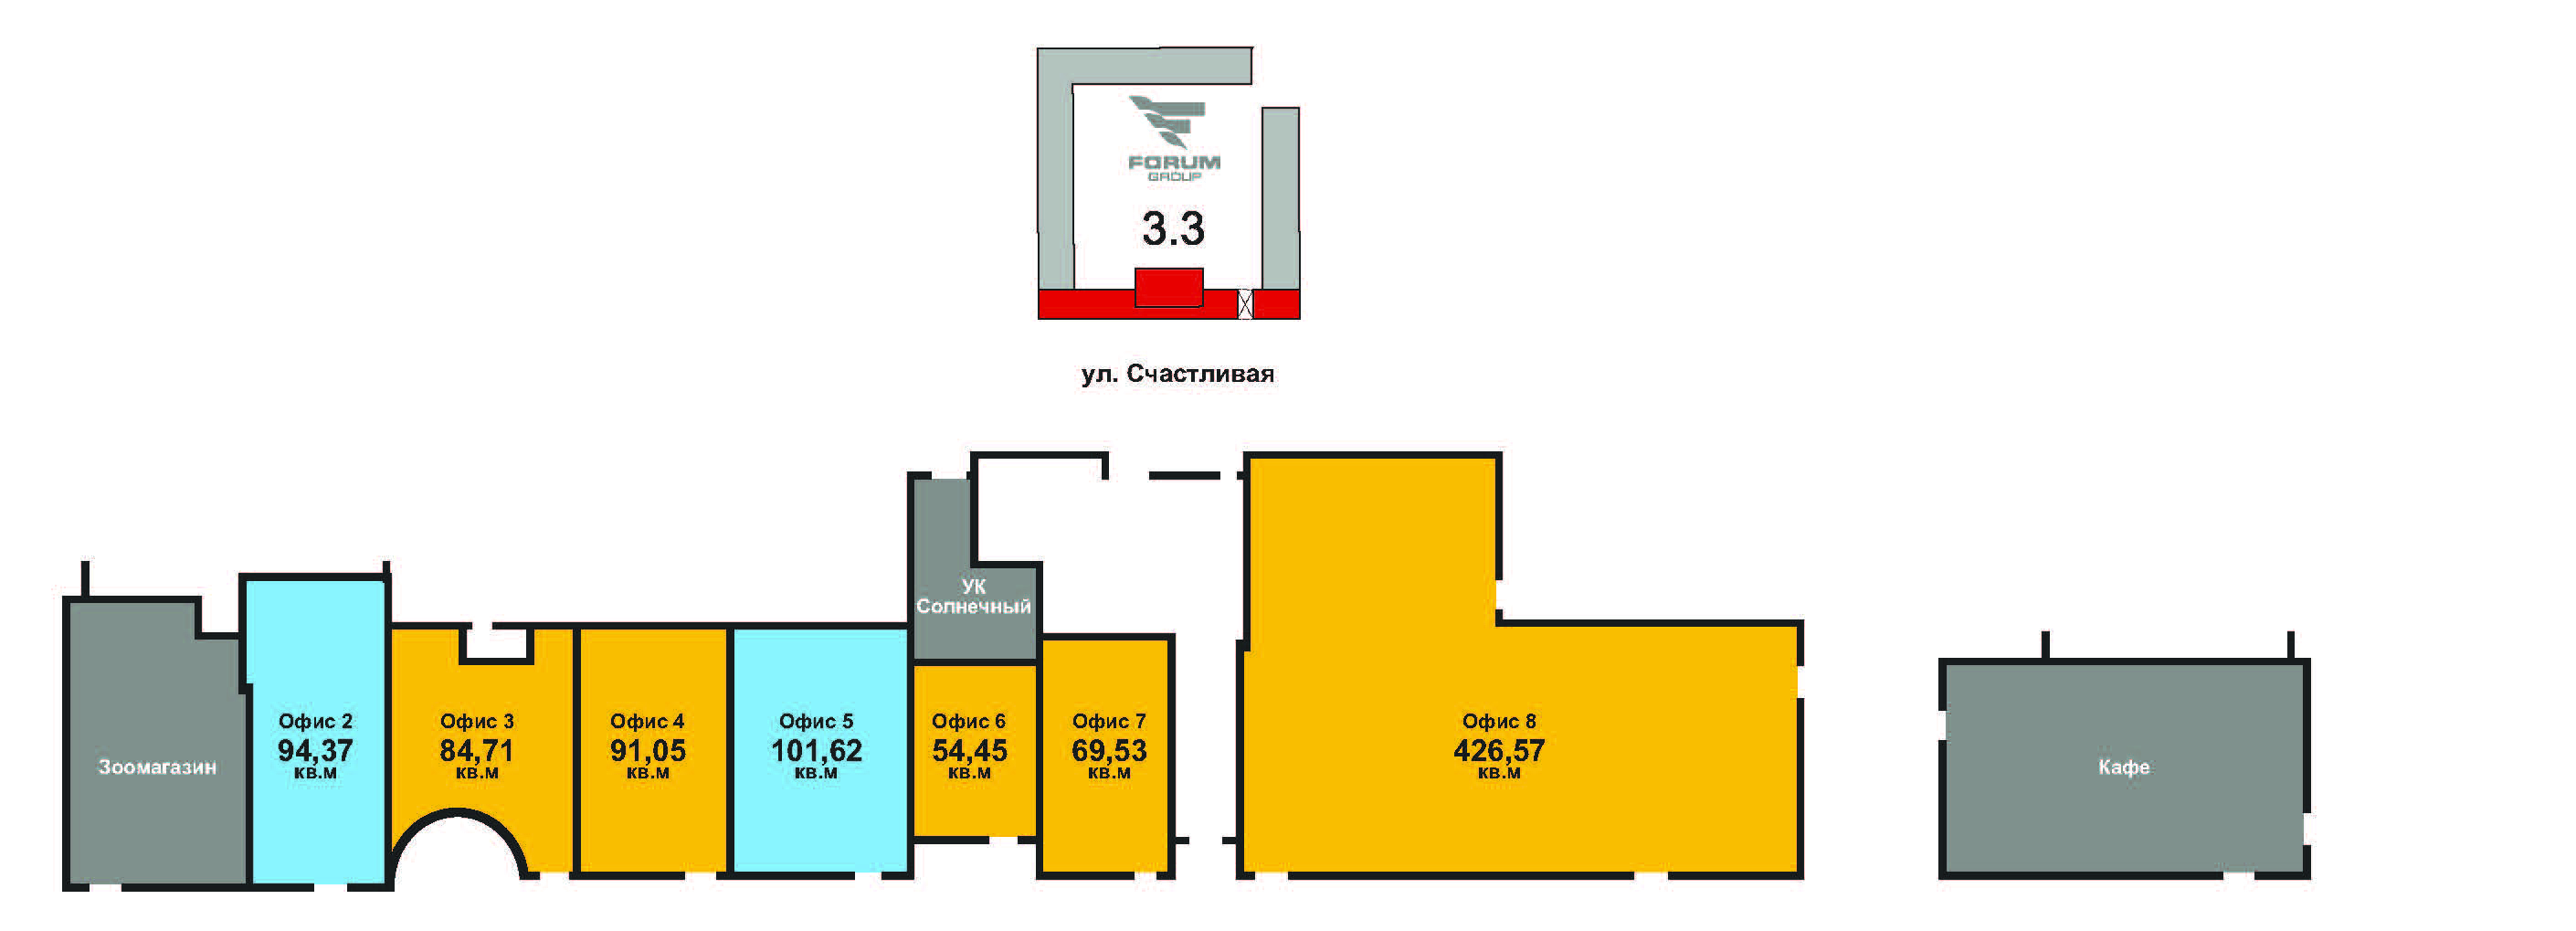 FORUM
GROUP
3.3
ул. Счастливая
УК
Солнечный
Зоомагазин
Офис 2
94,37
кв.м
Офис 3
84,71
кв.м
Офис 4
91,05
кв.м
Офис 5
101,62
кв.м
Офис 6
54,45
кв.м
Офис 7
69,53
кв.м
Офис 8
426,57
кв.м
Кафе